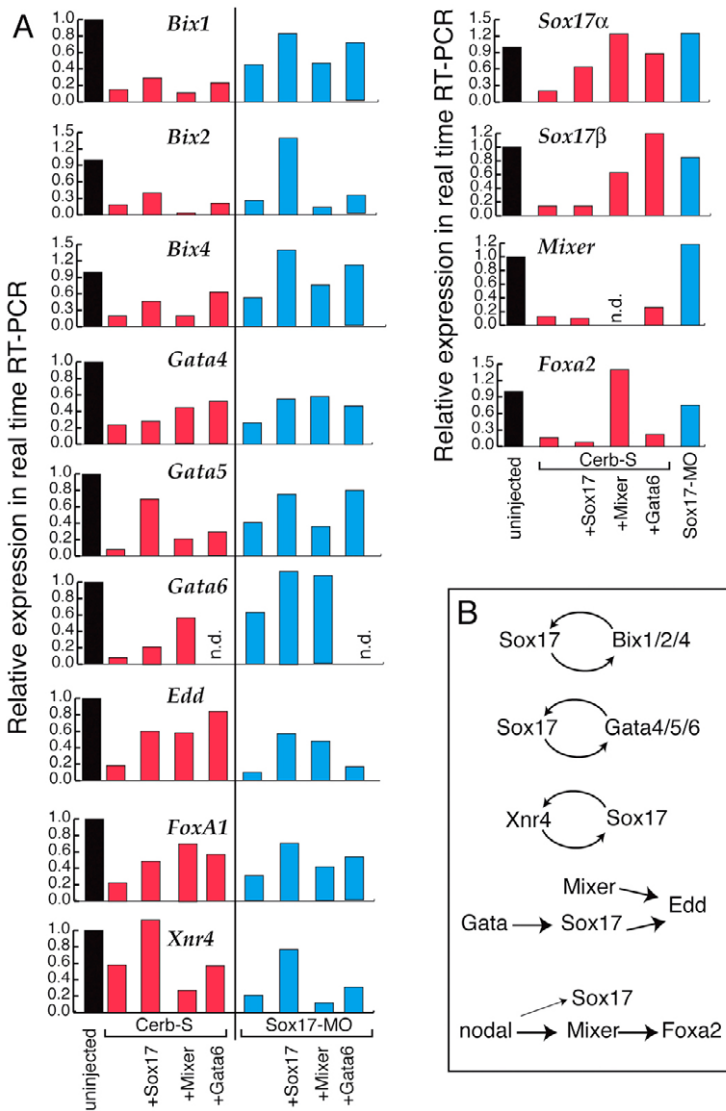 A
Relative expression in real time RT-PCR
Bix1
1.0
0.8
0.6
0.4
0.2
0.0
Bix2
1.5
1.2
0.9
0.6
0.3
0.0
Bix4
1.5
1.2
0.9
0.6
0.3
0.0
Gata4
1.0
0.8
0.6
0.4
0.2
0.0
Gata5
1.0
0.8
0.6
0.4
0.2
0.0
Gata6
1.0
0.8
0.6
0.4
0.2
0.0
n.d.
n.d.
Edd
1.0
0.8
0.6
0.4
0.2
0.0
FoxA1
1.0
0.8
0.6
0.4
0.2
0.0
Xnr4
1.0
0.8
0.6
0.4
0.2
0.0
Cerb-S
Sox17-MO
uninjected
+Sox17
+Mixer
+Gata6
+Sox17
+Mixer
+Gata6
Relative expression in real time RT-PCR
Sox17α
1.5
1.2
0.9
0.6
0.3
0.0
Sox17β
1.5
1.2
0.9
0.6
0.3
0.0
Mixer
1.2
1.0
0.8
0.6
0.4
0.2
0.0
n.d.
Foxa2
1.5
1.2
0.9
0.6
0.3
0.0
Cerb-S
uninjected
+Sox17
+Mixer
+Gata6
Sox17-MO
B
Sox17 Bix1/2/4
Sox17 Gata4/5/6
Xnr4 Sox17
Mixer
Edd
Gata Sox17
Sox17
nodal Mixer Foxa2